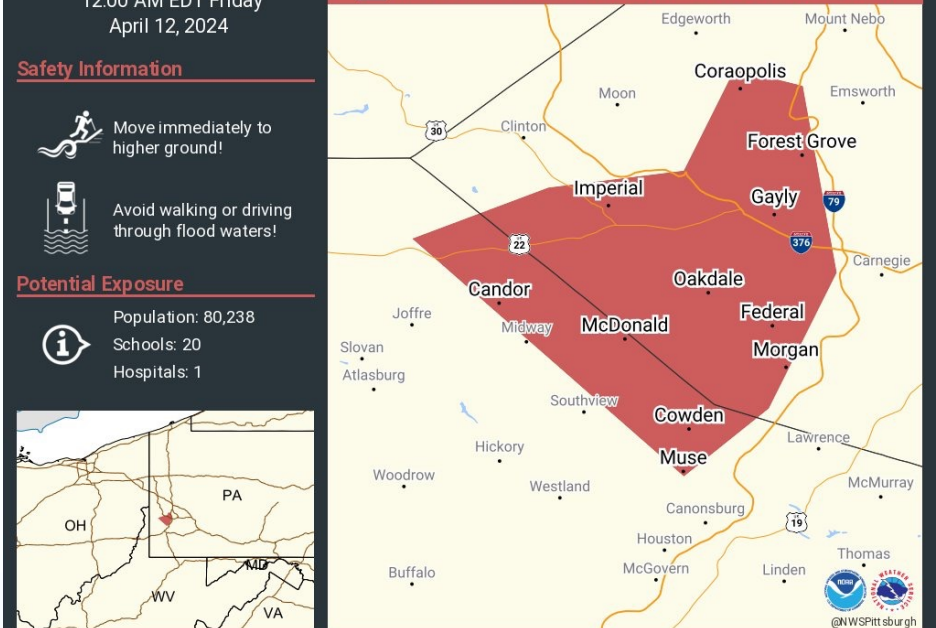 12:00 AM EDT Friday
April 12, 2024
Safety Information
Move immediately to
higher ground!
Avoid walking or driving
through flood waters!
Potential Exposure
Population: 80,238
Schools: 20
Hospitals: 1
OH
PA
MD
WV
VA
Edgeworth
Mount Nebo
Coraopolis
Moon
Emsworth
30
Clinton
Forest Grove
Imperial
Gayly
79
22
376
Carnegie
Oakdale
Candor
Joffre
Midway
McDonald
Federal
Slovan
Morgan
Atlasburg
Southview
Cowden
Hickory
Lawrence
Muse
Woodrow
Westland
McMurray
Canonsburg
19
Houston
Thomas
McGovern
Buffalo
Linden
NOAA
NATIONAL WEATHER SERVICE
@NWSPittsburgh